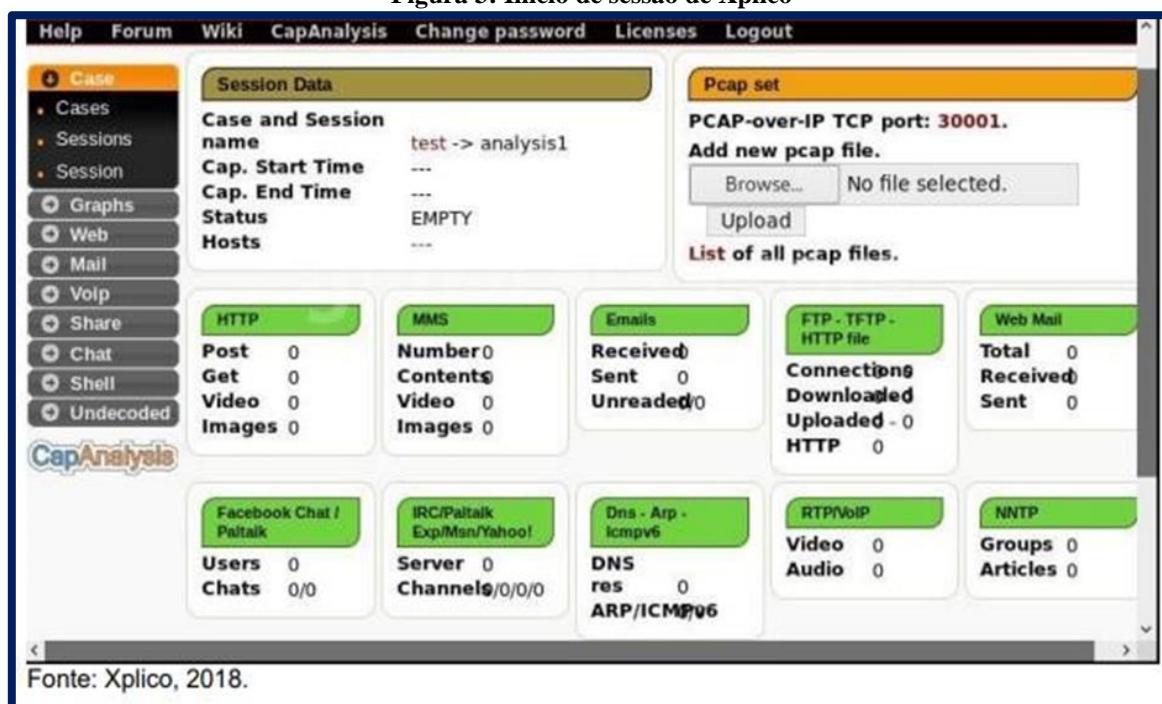 Figura 5: Início de sessão de Xplico
Help Forum Wiki CapAnalysis Change password Licenses Logout
Case
Cases
Sessions
Session
Graphs
Web
Mail
Voip
Share
Chat
Shell
Undecoded
CapAnalysis
Session Data
Case and Session name test -> analysis1
Cap. Start Time ---
Cap. End Time ---
Status EMPTY
Hosts ---
Pcap set
PCAP-over-IP TCP port: 30001.
Add new pcap file.
Browse... No file selected.
Upload
List of all pcap files.
HTTP
Post 0
Get 0
Video 0
Images 0
MMS
Number 0
Contents 0
Video 0
Images 0
Emails
Received 0
Sent 0
Unreaded 0/0
FTP - TFTP -
HTTP file
Connections
Downloaded
Uploaded - 0
HTTP 0
Web Mail
Total 0
Received 0
Sent 0
Facebook Chat /
Paltalk
Users 0
Chats 0/0
IRC/Paltalk
Exp/Msn/Yahoo!
Server 0
Channels 0/0/0/0
Dns - Arp -
Icmpv6
DNS
res 0
ARP/ICMPv6
RTP/VoIP
Video 0
Audio 0
NNTP
Groups 0
Articles 0
Fonte: Xplico, 2018.